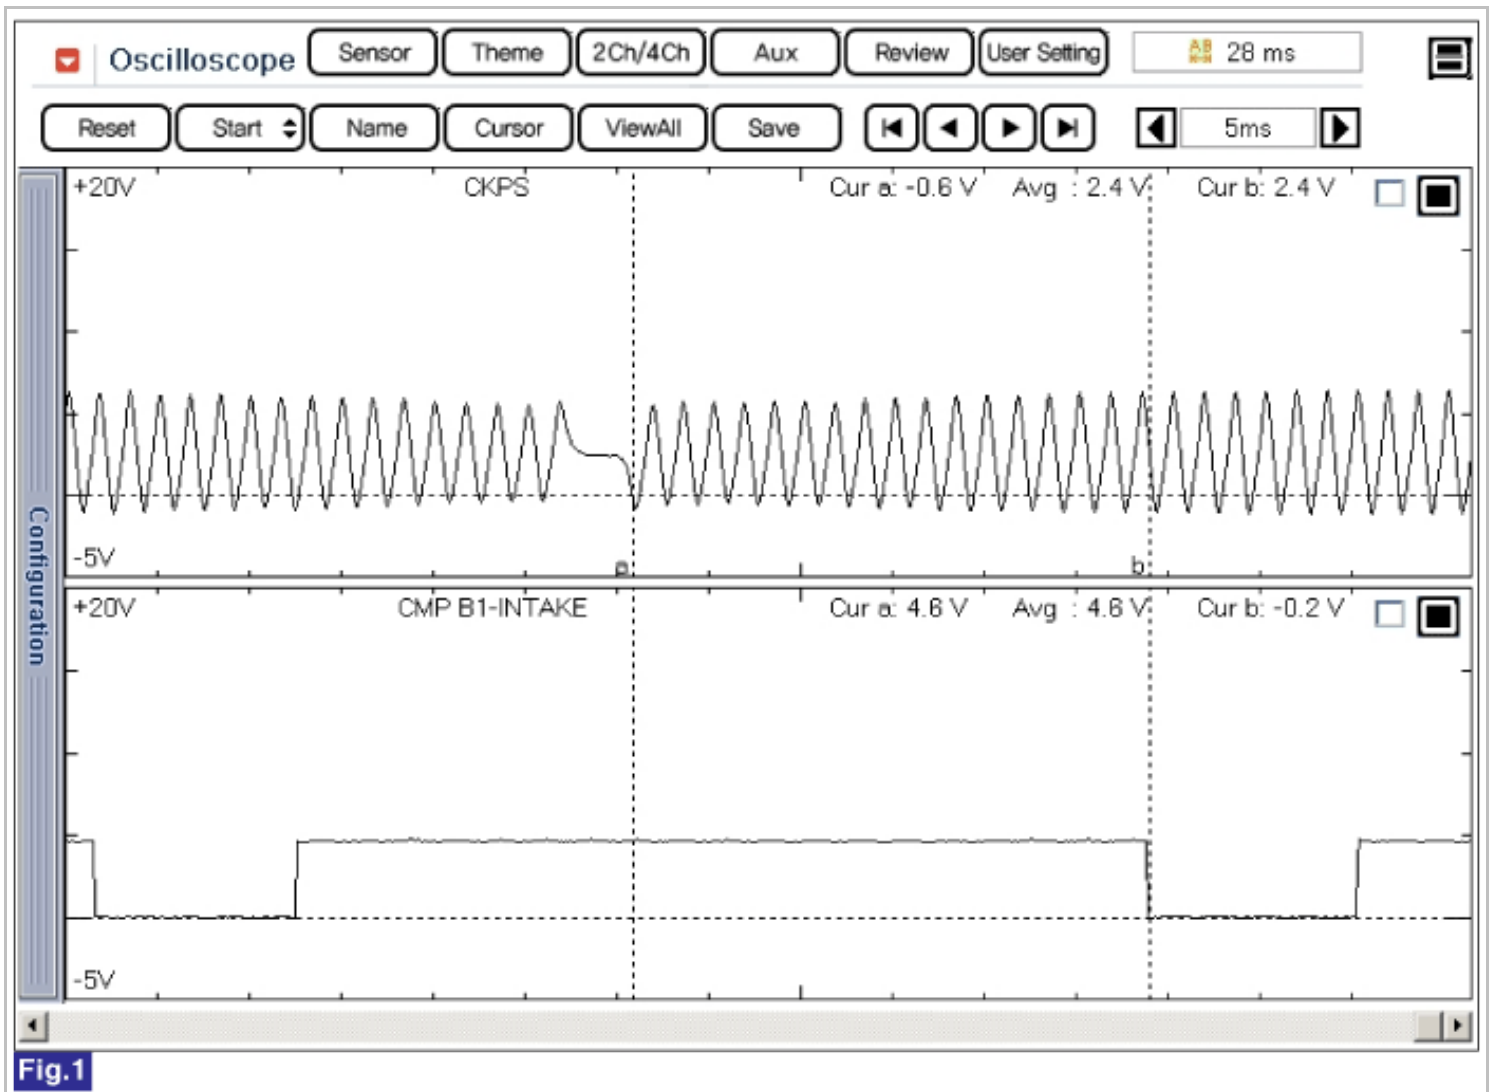 Oscilloscope Sensor Theme 2Ch/4Ch Aux Review User Setting AB 28 ms
Reset Start Name Cursor ViewAll Save 5ms
+20V CKPS Cur a: -0.6 V Avg : 2.4 V Cur b: 2.4 V
-5V a b
+20V CMP B1-INTAKE Cur a: 4.6 V Avg : 4.6 V Cur b: -0.2 V
-5V
Configuration
Fig.1